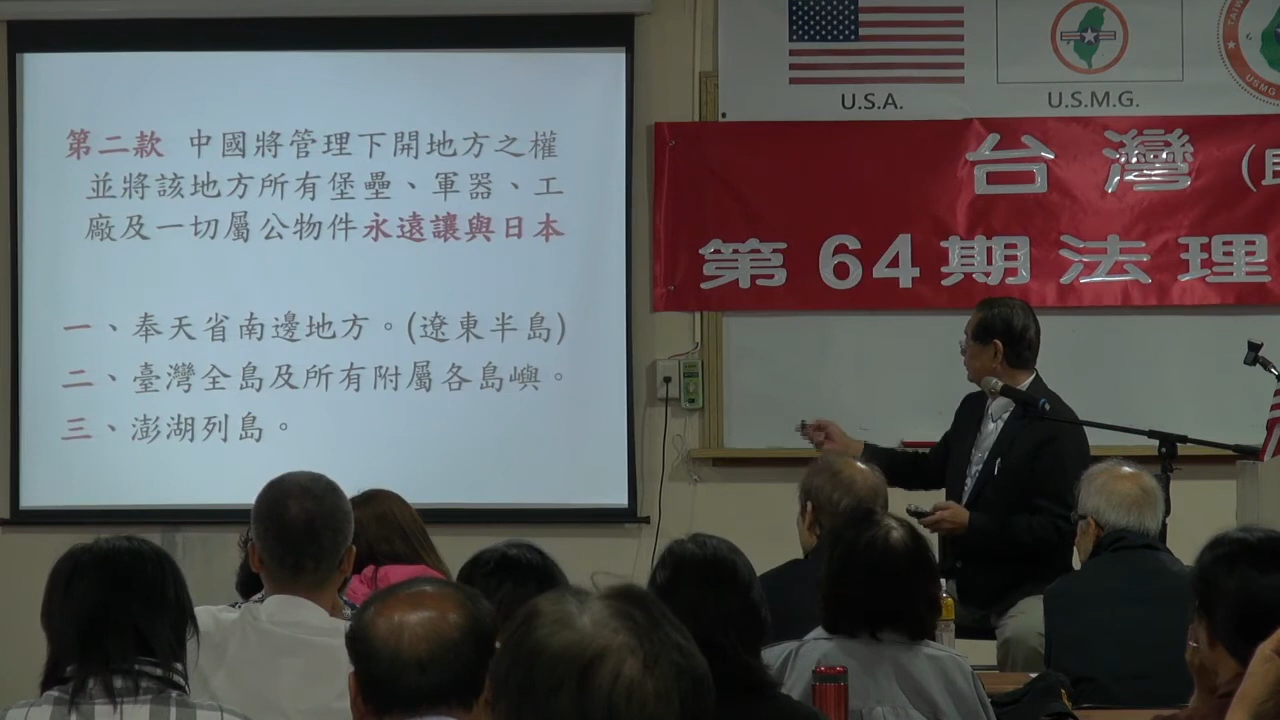 第二款 中國將管理下開地方之權
並將該地方所有堡壘、軍器、工
廠及一切屬公物件永遠讓與日本
一、奉天省南邊地方。(遼東半島)
二、臺灣全島及所有附屬各島嶼。
三、澎湖列島。
U.S.A.
U.S.M.G.
USMG
台灣(
第64期法理